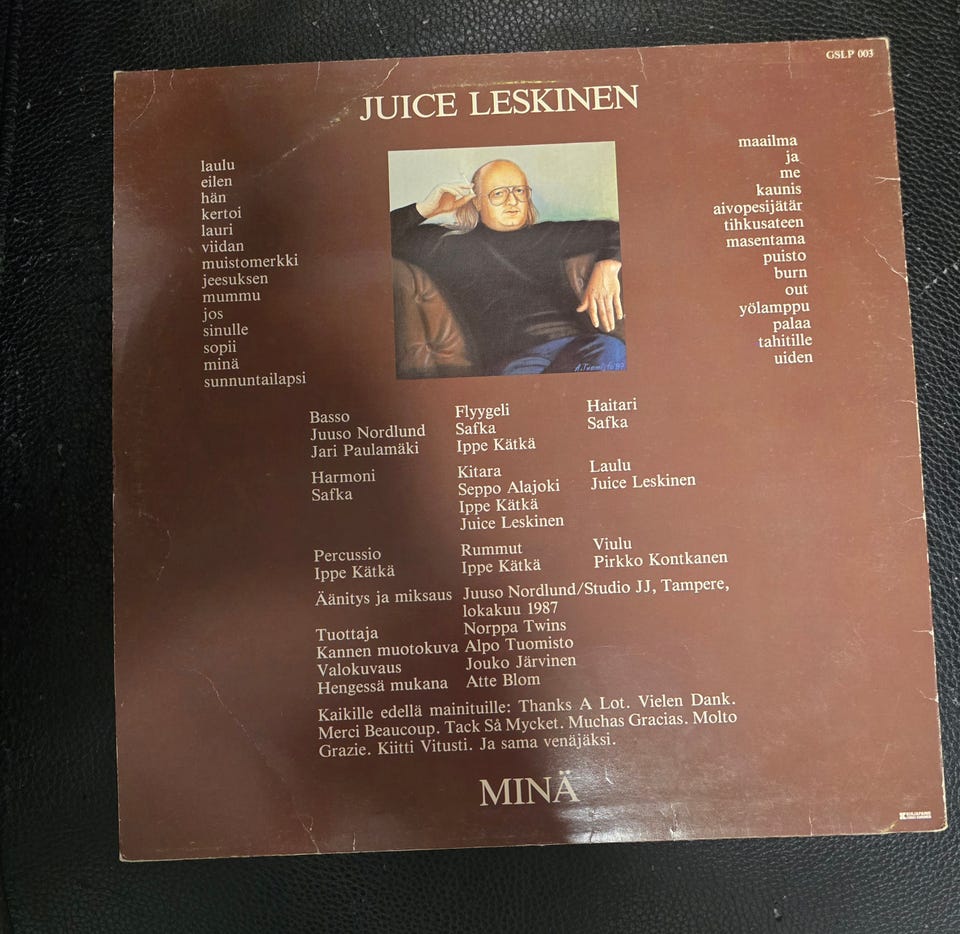 GSLP 003
JUICE LESKINEN
laulu
eilen
hän
kertoi
lauri
viidan
muistomerkki
jeesuksen
mummu
jos
sinulle
sopii
minä
sunnuntailapsi
maailma
ja
me
kaunis
aivopesijätär
tihkusateen
masentama
puisto
burn
out
yölamppu
palaa
tahitille
uiden
A. Tuomisto 87
Basso
Juuso Nordlund
Jari Paulamäki
Flyygeli
Safka
Ippe Kätkä
Haitari
Safka
Harmoni
Safka
Kitara
Seppo Alajoki
Ippe Kätkä
Juice Leskinen
Laulu
Juice Leskinen
Percussio
Ippe Kätkä
Rummut
Ippe Kätkä
Viulu
Pirkko Kontkanen
Äänitys ja miksaus Juuso Nordlund/Studio JJ, Tampere,
lokakuu 1987
Tuottaja Norppa Twins
Kannen muotokuva Alpo Tuomisto
Valokuvaus Jouko Järvinen
Hengessä mukana Atte Blom
Kaikille edellä mainituille: Thanks A Lot. Vielen Dank.
Merci Beaucoup. Tack Så Mycket. Muchas Gracias. Molto
Grazie. Kiitti Vitusti. Ja sama venäjäksi.
MINÄ